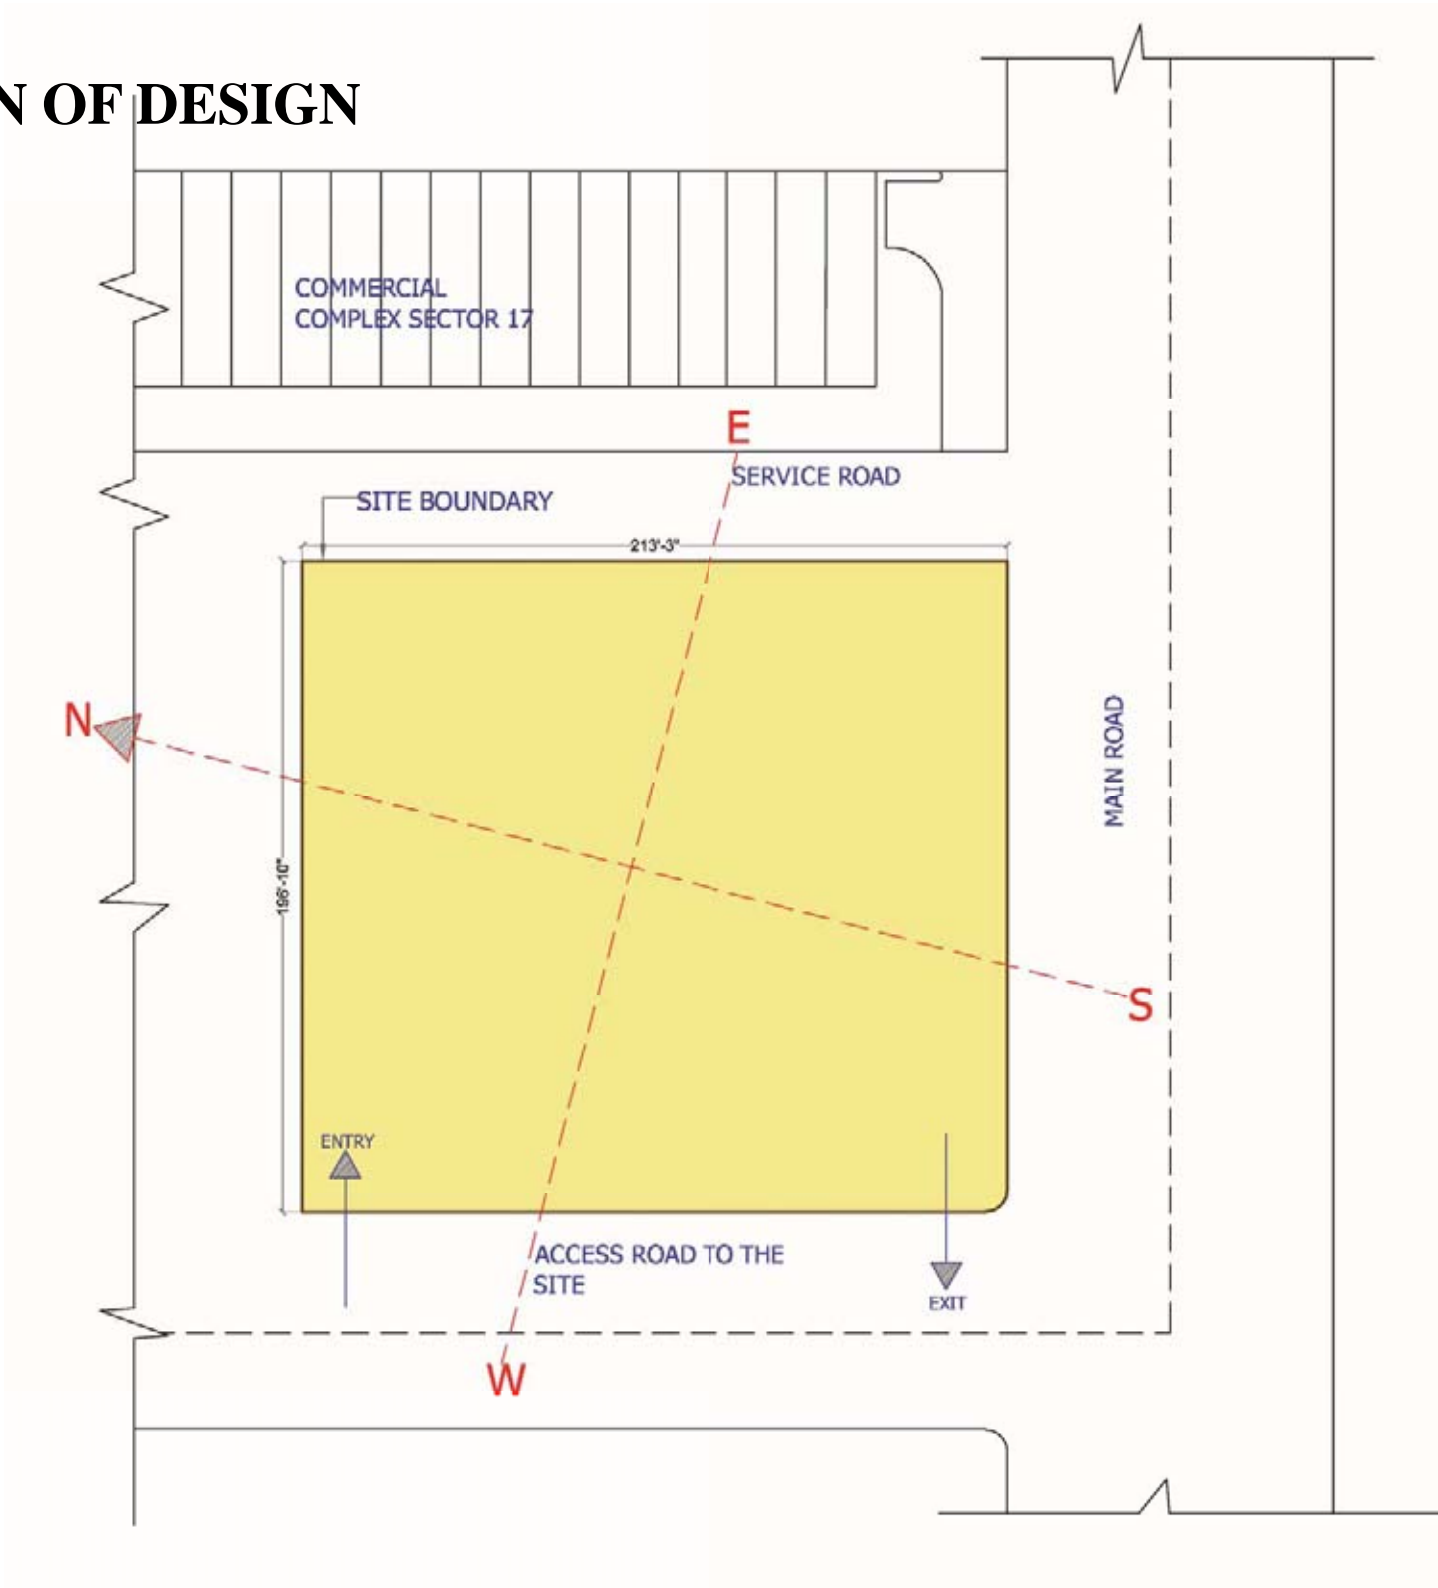 N OF DESIGN
COMMERCIAL
COMPLEX SECTOR 17
E
SERVICE ROAD
SITE BOUNDARY
213'-3"
N
MAIN ROAD
196'-10"
S
ENTRY
ACCESS ROAD TO THE
SITE
EXIT
W